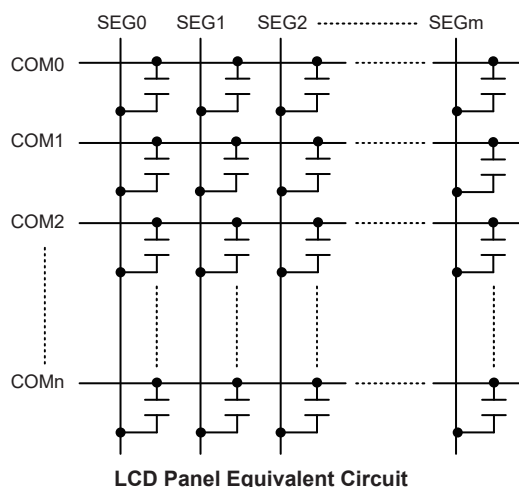 SEG0 SEG1 SEG2 SEGm
COM0
COM1
COM2
COMn
LCD Panel Equivalent Circuit